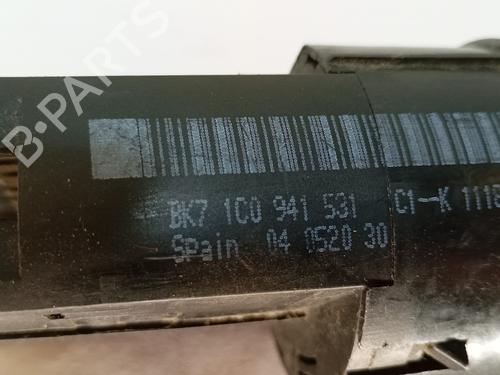 B-PARTS
BK7 1C0 941 531 C1-K 1118
Spain 04 0520 30